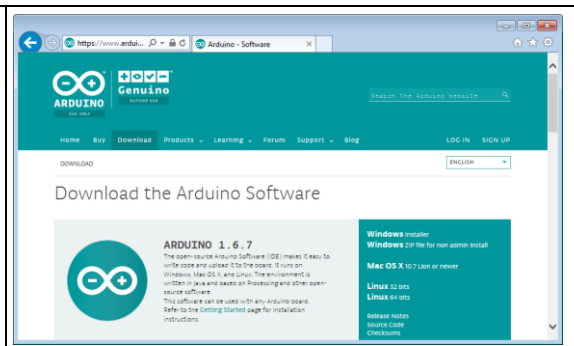 https://www.ardui...
Arduino - Software
ARDUINO
USA ONLY
Genuino
OUTSIDE USA
Search the Arduino Website
Home Buy Download Products Learning Forum Support Blog LOG IN SIGN UP
DOWNLOAD
ENGLISH
Download the Arduino Software
ARDUINO 1.6.7
The open-source Arduino Software (IDE) makes it easy to
write code and upload it to the board. It runs on
Windows, Mac OS X, and Linux. The environment is
written in Java and based on Processing and other open-
source software.
This software can be used with any Arduino board.
Refer to the Getting Started page for installation
instructions.
Windows Installer
Windows ZIP file for non admin install
Mac OS X 10.7 Lion or newer
Linux 32 bits
Linux 64 bits
Release Notes
Source Code
Checksums